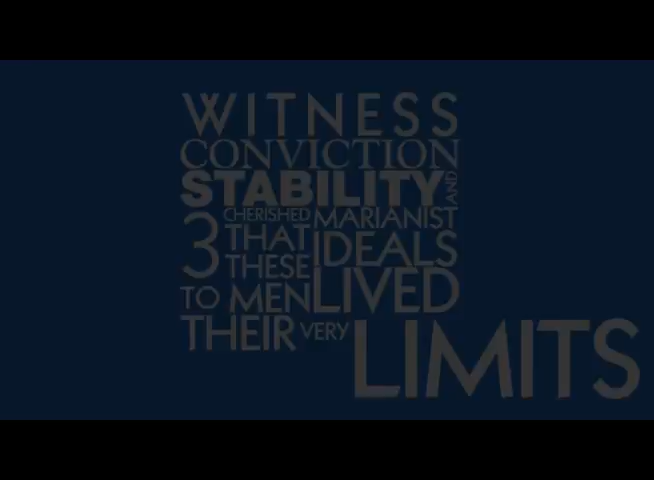 WITNESS
CONVICTION
STABILITY AND
3 CHERISHED MARIANIST
THAT IDEALS
THESE
TO MEN LIVED
THEIR VERY LIMITS